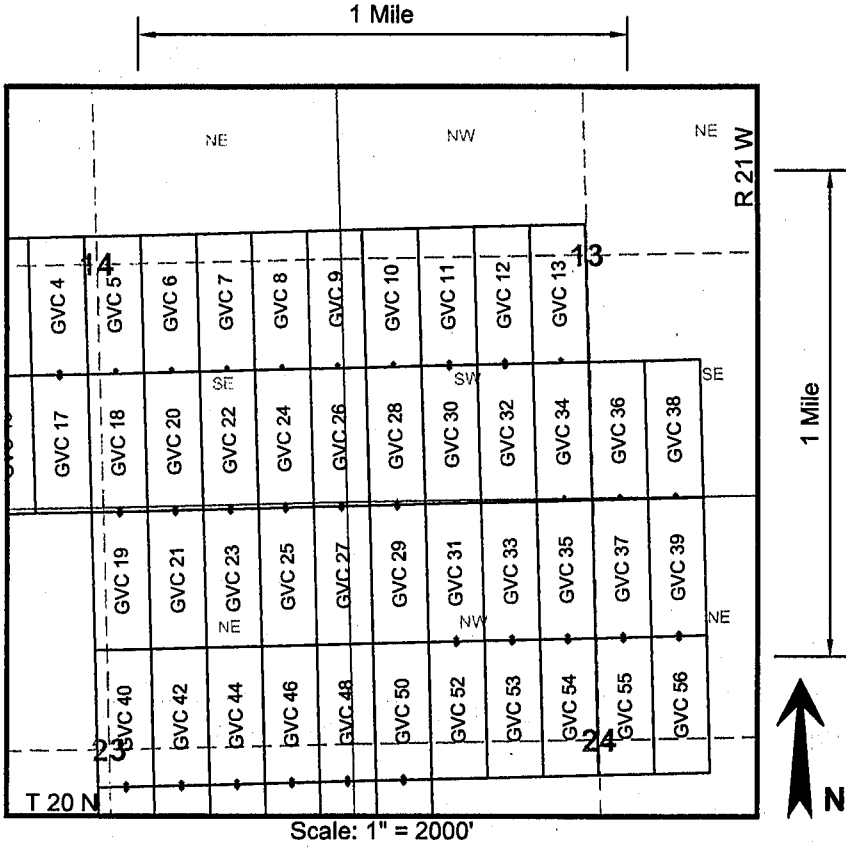 1 Mile
NE
NW
NE
R 21 W
14
13
GVC 4
GVC 5
GVC 6
GVC 7
GVC 8
GVC 9
GVC 10
GVC 11
GVC 12
GVC 13
SE
SW
SE
GVC 17
GVC 18
GVC 20
GVC 22
GVC 24
GVC 26
GVC 28
GVC 30
GVC 32
GVC 34
GVC 36
GVC 38
1 Mile
GVC 19
GVC 21
GVC 23
GVC 25
GVC 27
GVC 29
GVC 31
GVC 33
GVC 35
GVC 37
GVC 39
NE
NW
NE
GVC 40
GVC 42
GVC 44
GVC 46
GVC 48
GVC 50
GVC 52
GVC 53
GVC 54
GVC 55
GVC 56
23
24
T 20 N
N
Scale: 1" = 2000'